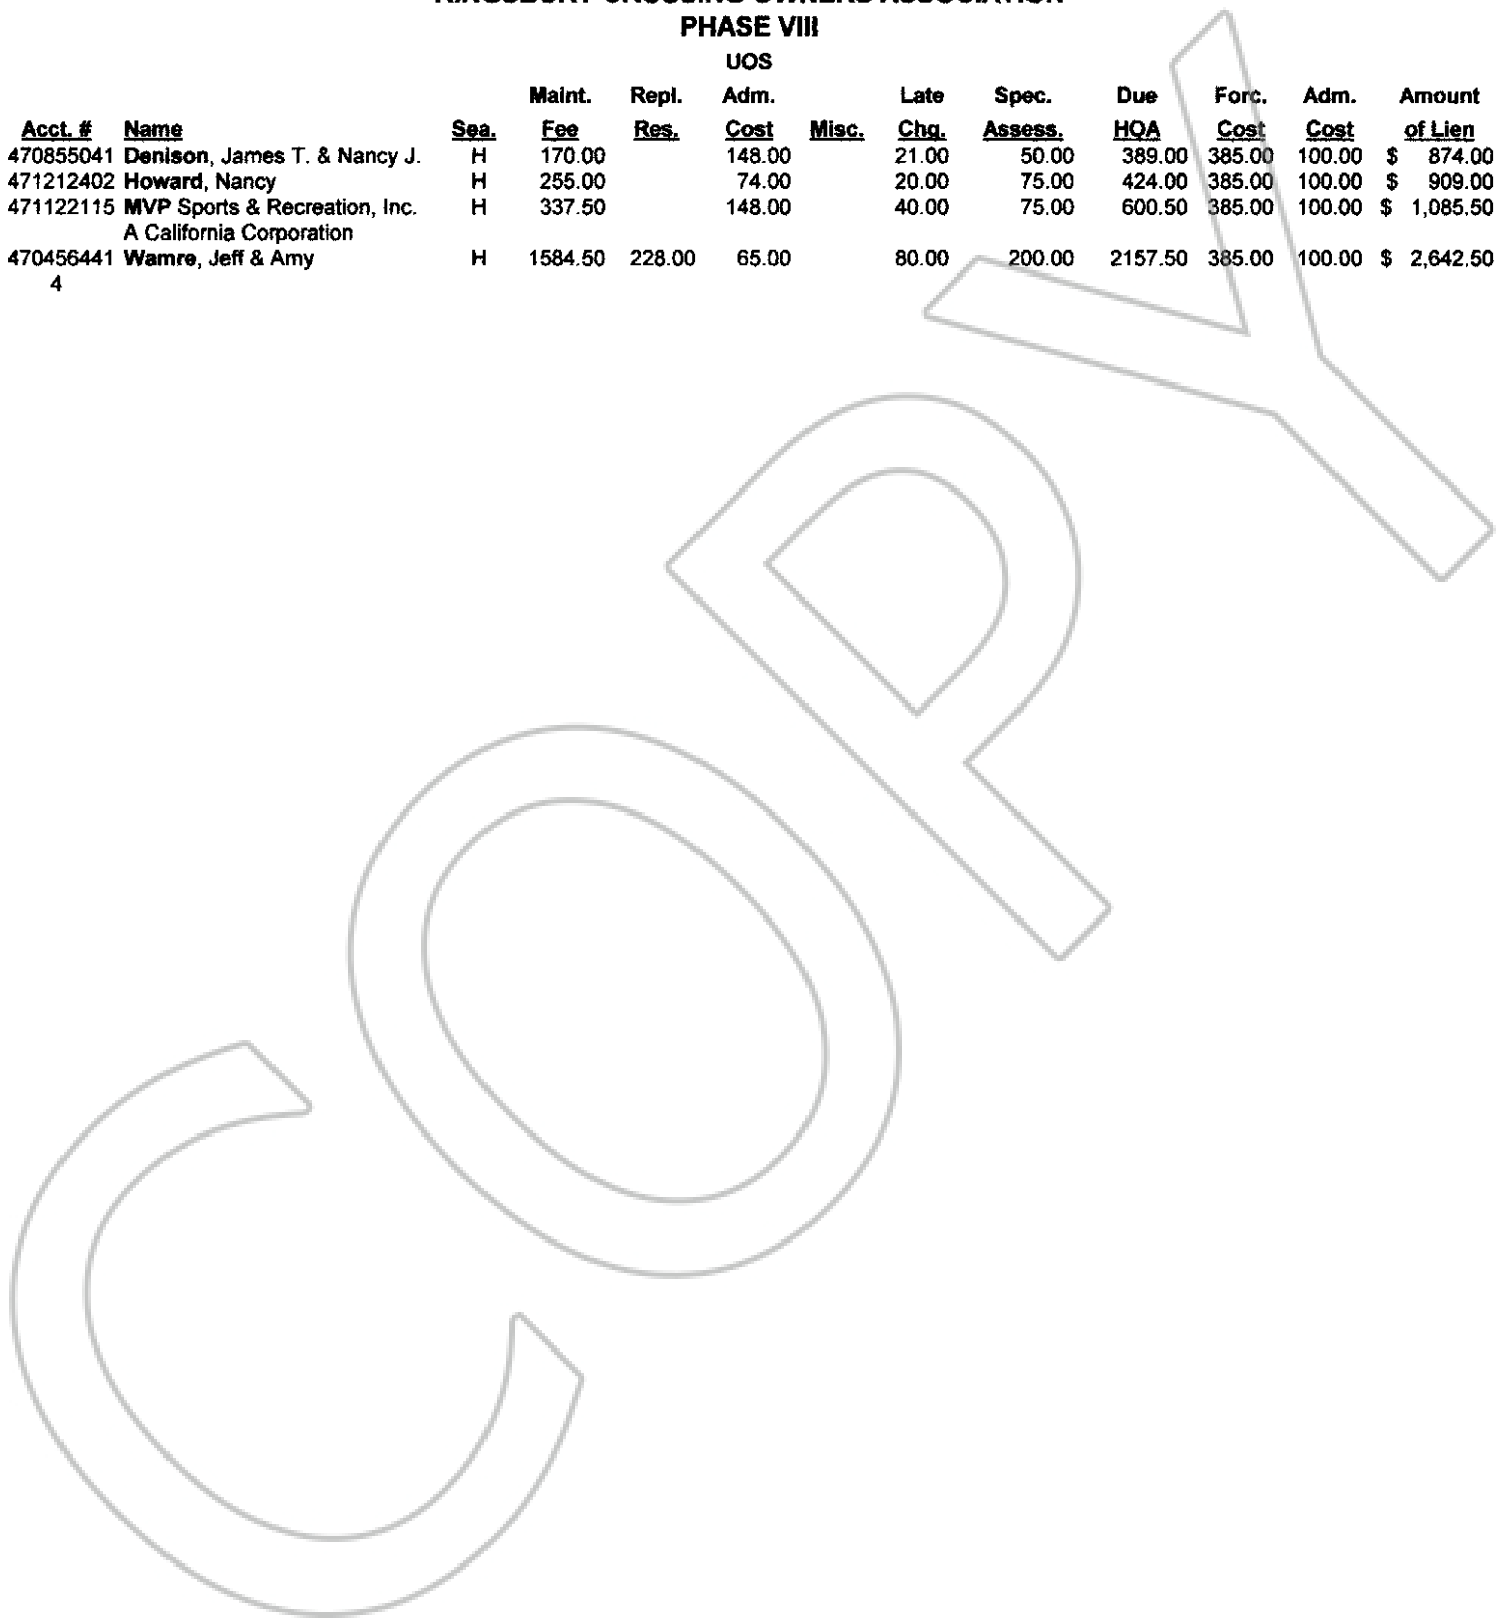 PHASE VIII
UOS
Maint. Repl. Adm. Late Spec. Due Forc. Adm. Amount
Acct. # Name Sea. Fee Res. Cost Misc. Chg. Assess. HOA Cost Cost of Lien
470855041 Denison, James T. & Nancy J. H 170.00 148.00 21.00 50.00 389.00 385.00 100.00 $ 874.00
471212402 Howard, Nancy H 255.00 74.00 20.00 75.00 424.00 385.00 100.00 $ 909.00
471122115 MVP Sports & Recreation, Inc. H 337.50 148.00 40.00 75.00 600.50 385.00 100.00 $ 1,085.50
A California Corporation
470456441 Wamre, Jeff & Amy H 1584.50 228.00 65.00 80.00 200.00 2157.50 385.00 100.00 $ 2,642.50
4
COPY